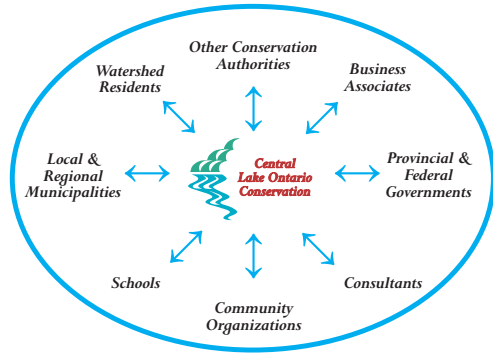 Other Conservation
Authorities
Watershed
Residents
Business
Associates
Local &
Regional
Municipalities
Central
Lake Ontario
Conservation
Provincial &
Federal
Governments
Schools
Consultants
Community
Organizations